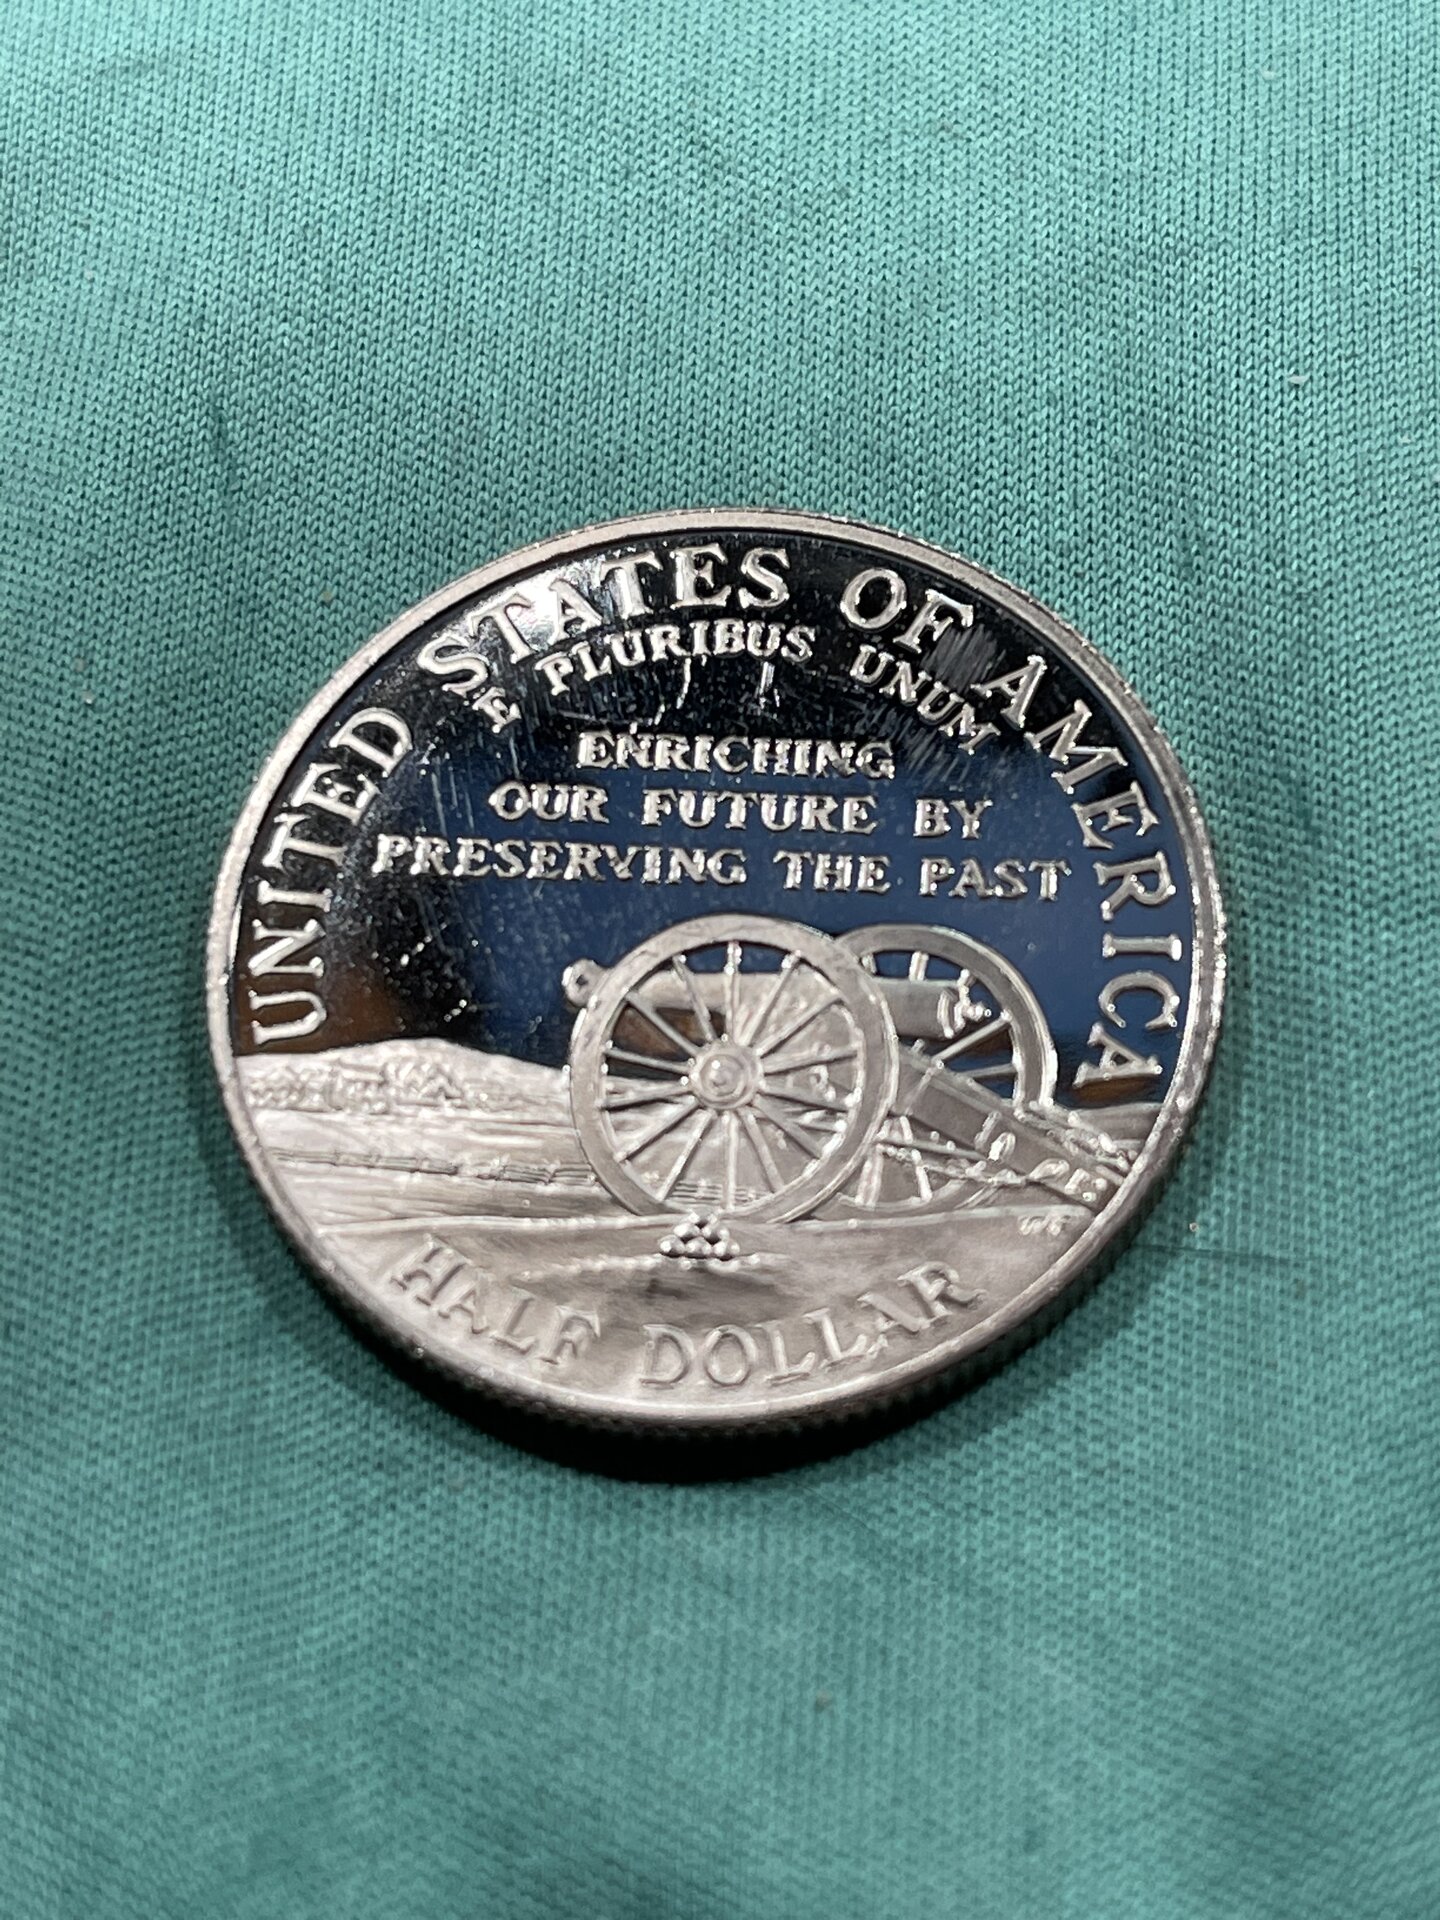 UNITED STATES OF AMERICA
E PLURIBUS UNUM
ENRICHING
OUR FUTURE BY
PRESERVING THE PAST
HALF DOLLAR